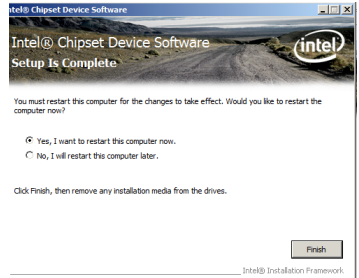 ntel® Chipset Device Software
Intel® Chipset Device Software
Setup Is Complete
intel
You must restart this computer for the changes to take effect. Would you like to restart the
computer now?
Yes, I want to restart this computer now.
No, I will restart this computer later.
Click Finish, then remove any installation media from the drives.
Finish
Intel® Installation Framework